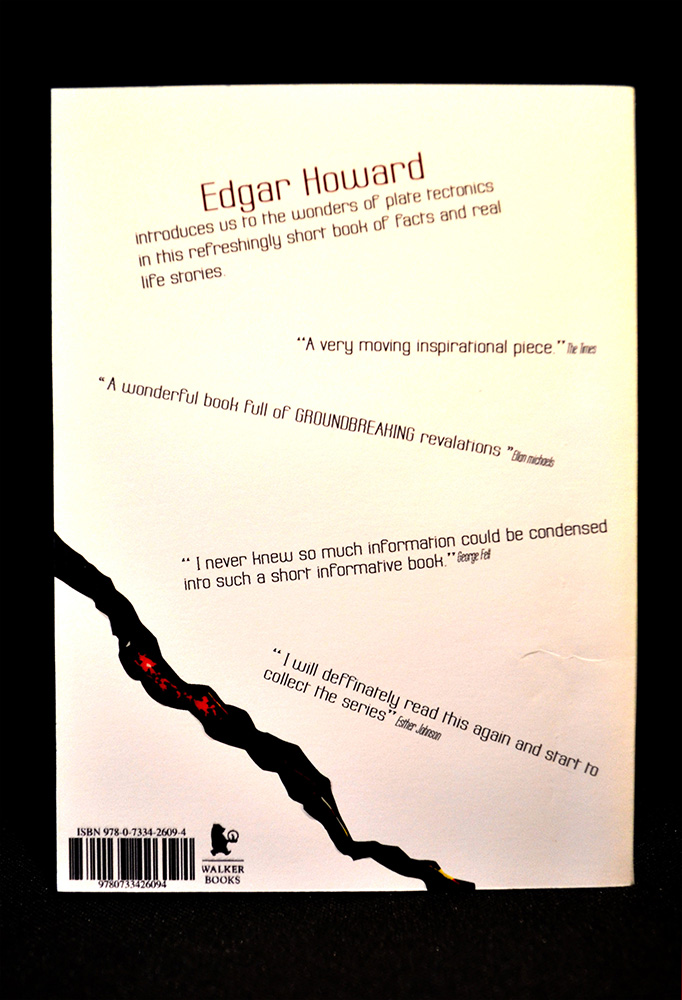 Edgar Howard
introduces us to the wonders of plate tectonics
in this refreshingly short book of facts and real
life stories.
“A very moving inspirational piece.” The Times
“A wonderful book full of GROUNDBREAKING revalations ” Ellan michaels
“ I never knew so much information could be condensed
into such a short informative book.” George Fell
“ I will deffinately read this again and start to
collect the series” Esther Johnson
ISBN 978-0-7334-2609-4
9780733426094
WALKER
BOOKS